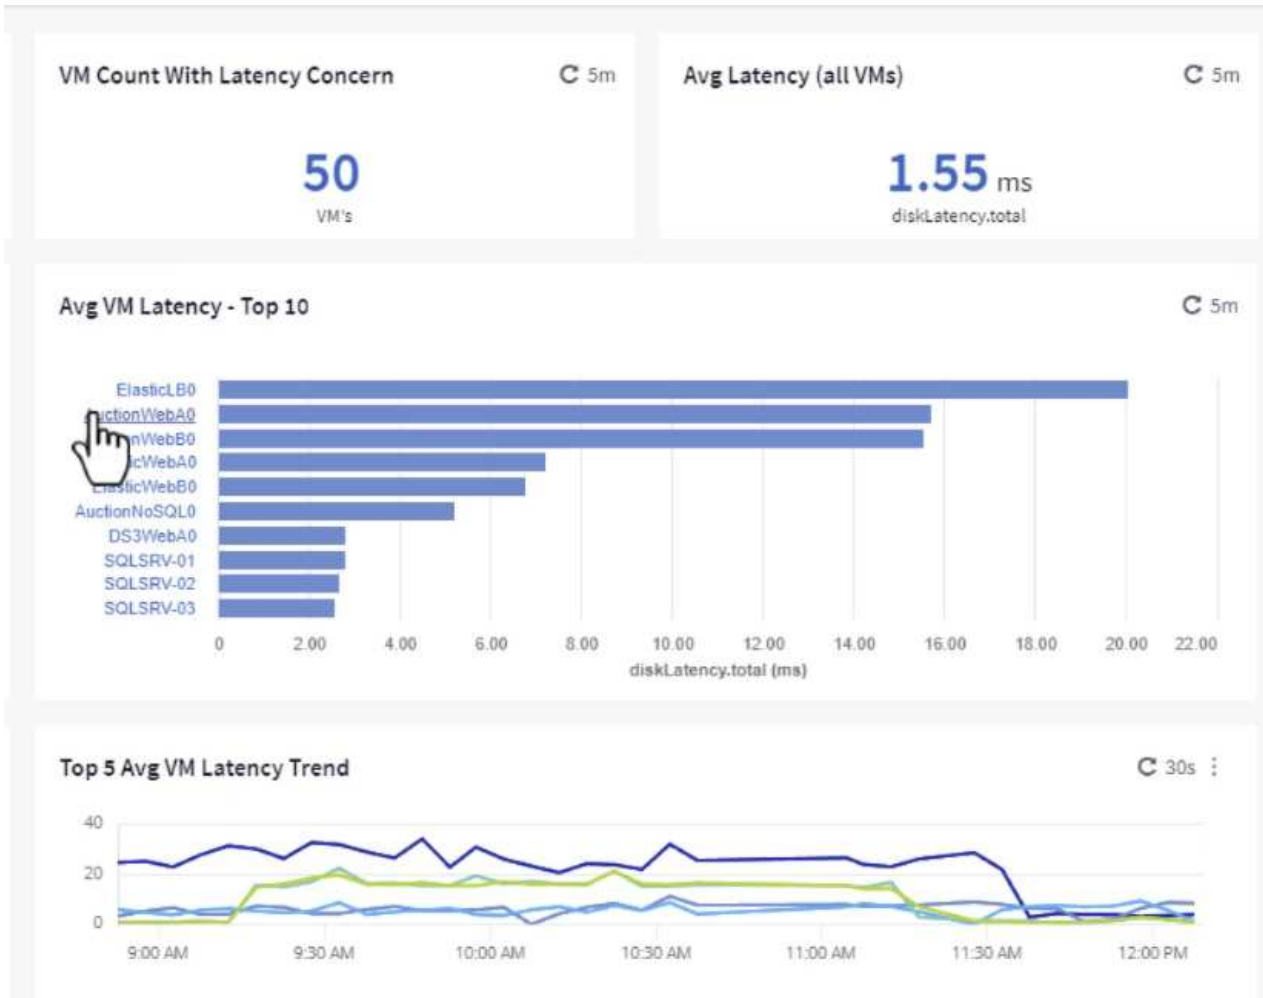 VM Count With Latency Concern
5m
Avg Latency (all VMs)
5m
50
VM's
1.55 ms
diskLatency.total
Avg VM Latency - Top 10
5m
ElasticLB0
uctionWebA0
nWebB0
icWebA0
ElasticWebB0
AuctionNoSQL0
DS3WebA0
SQLSRV-01
SQLSRV-02
SQLSRV-03
0 2.00 4.00 6.00 8.00 10.00 12.00 14.00 16.00 18.00 20.00 22.00
diskLatency.total (ms)
Top 5 Avg VM Latency Trend
30s
40
20
0
9:00 AM 9:30 AM 10:00 AM 10:30 AM 11:00 AM 11:30 AM 12:00 PM